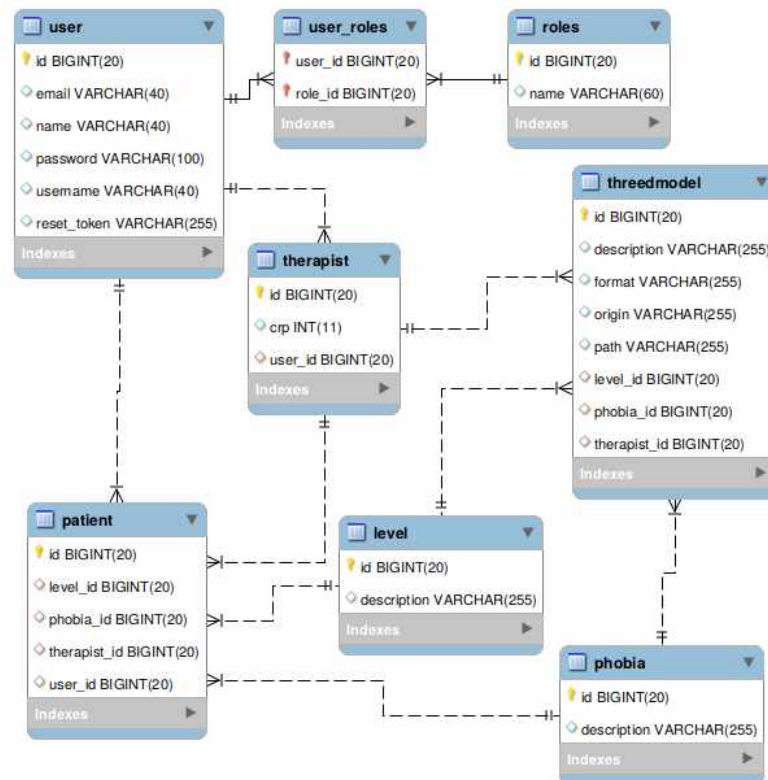 user
id BIGINT(20)
email VARCHAR(40)
name VARCHAR(40)
password VARCHAR(100)
username VARCHAR(40)
reset_token VARCHAR(255)
Indexes
user_roles
user_id BIGINT(20)
role_id BIGINT(20)
Indexes
roles
id BIGINT(20)
name VARCHAR(60)
Indexes
threedmodel
id BIGINT(20)
description VARCHAR(255)
format VARCHAR(255)
origin VARCHAR(255)
path VARCHAR(255)
level_id BIGINT(20)
phobia_id BIGINT(20)
therapist_id BIGINT(20)
Indexes
therapist
id BIGINT(20)
crp INT(11)
user_id BIGINT(20)
Indexes
patient
id BIGINT(20)
level_id BIGINT(20)
phobia_id BIGINT(20)
therapist_id BIGINT(20)
user_id BIGINT(20)
Indexes
level
id BIGINT(20)
description VARCHAR(255)
Indexes
phobia
id BIGINT(20)
description VARCHAR(255)
Indexes